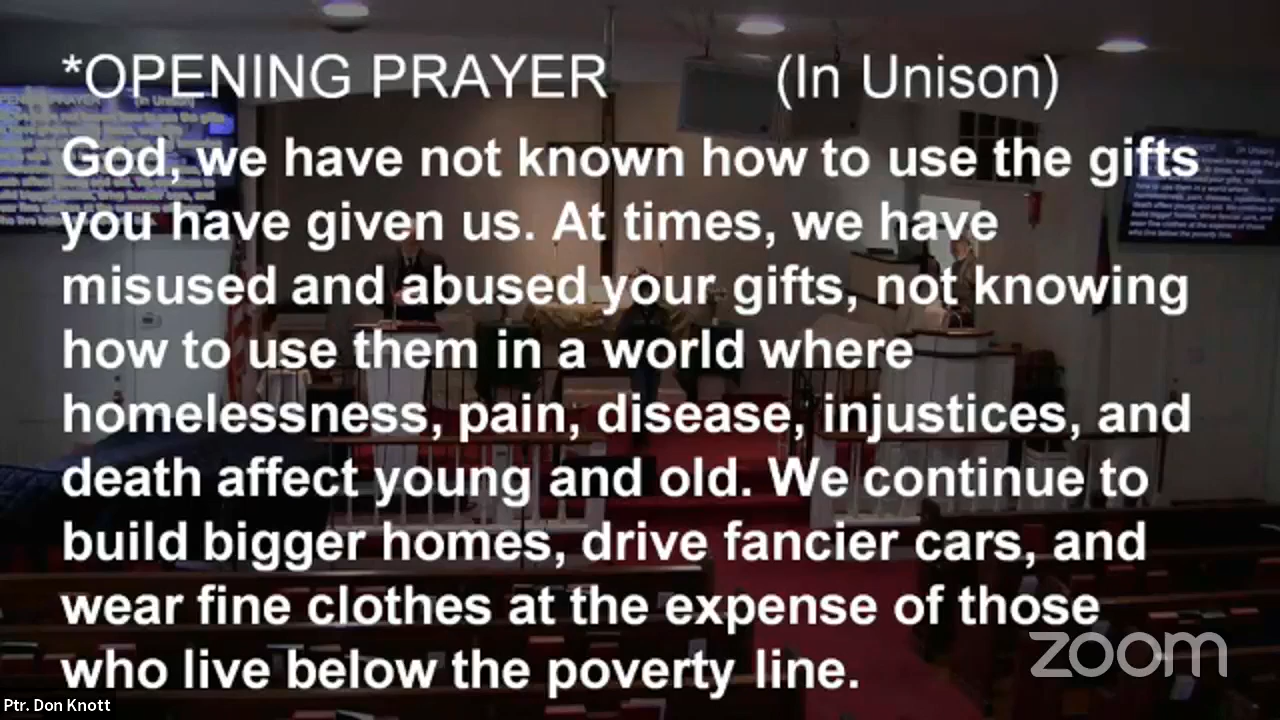 *OPENING PRAYER (In Unison)
God, we have not known how to use the gifts
you have given us. At times, we have
misused and abused your gifts, not knowing
how to use them in a world where
homelessness, pain, disease, injustices, and
death affect young and old. We continue to
build bigger homes, drive fancier cars, and
wear fine clothes at the expense of those
who live below the poverty line.
zoom
Ptr. Don Knott